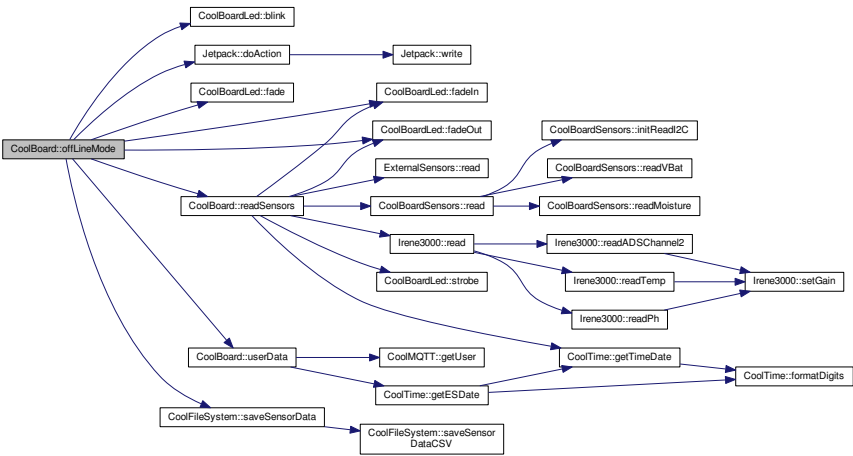 CoolBoardLed::blink
Jetpack::doAction
Jetpack::write
CoolBoardLed::fade
CoolBoardLed::fadeIn
CoolBoardLed::fadeOut
CoolBoardSensors::initReadI2C
CoolBoard::offLineMode
ExternalSensors::read
CoolBoardSensors::readVBat
CoolBoard::readSensors
CoolBoardSensors::read
CoolBoardSensors::readMoisture
Irene3000::read
Irene3000::readADSChannel2
CoolBoardLed::strobe
Irene3000::readTemp
Irene3000::setGain
Irene3000::readPh
CoolBoard::userData
CoolMQTT::getUser
CoolTime::getTimeDate
CoolTime::formatDigits
CoolTime::getESDate
CoolFileSystem::saveSensorData
CoolFileSystem::saveSensor
DataCSV